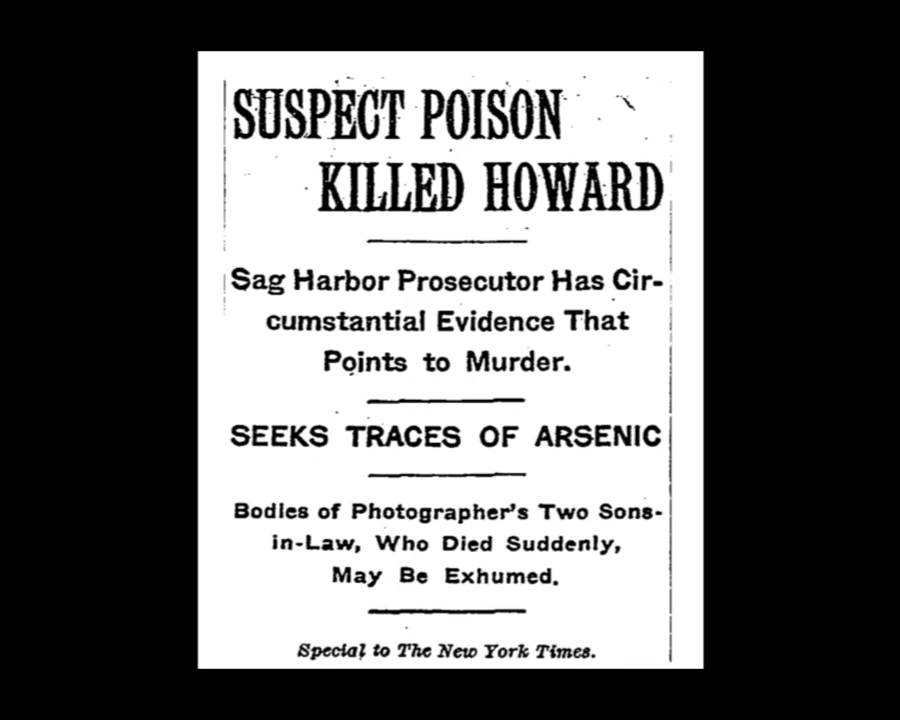 SUSPECT POISON
KILLED HOWARD
Sag Harbor Prosecutor Has Cir-
cumstantial Evidence That
Points to Murder.
SEEKS TRACES OF ARSENIC
Bodies of Photographer's Two Sons-
in-Law, Who Died Suddenly,
May Be Exhumed.
Special to The New York Times.